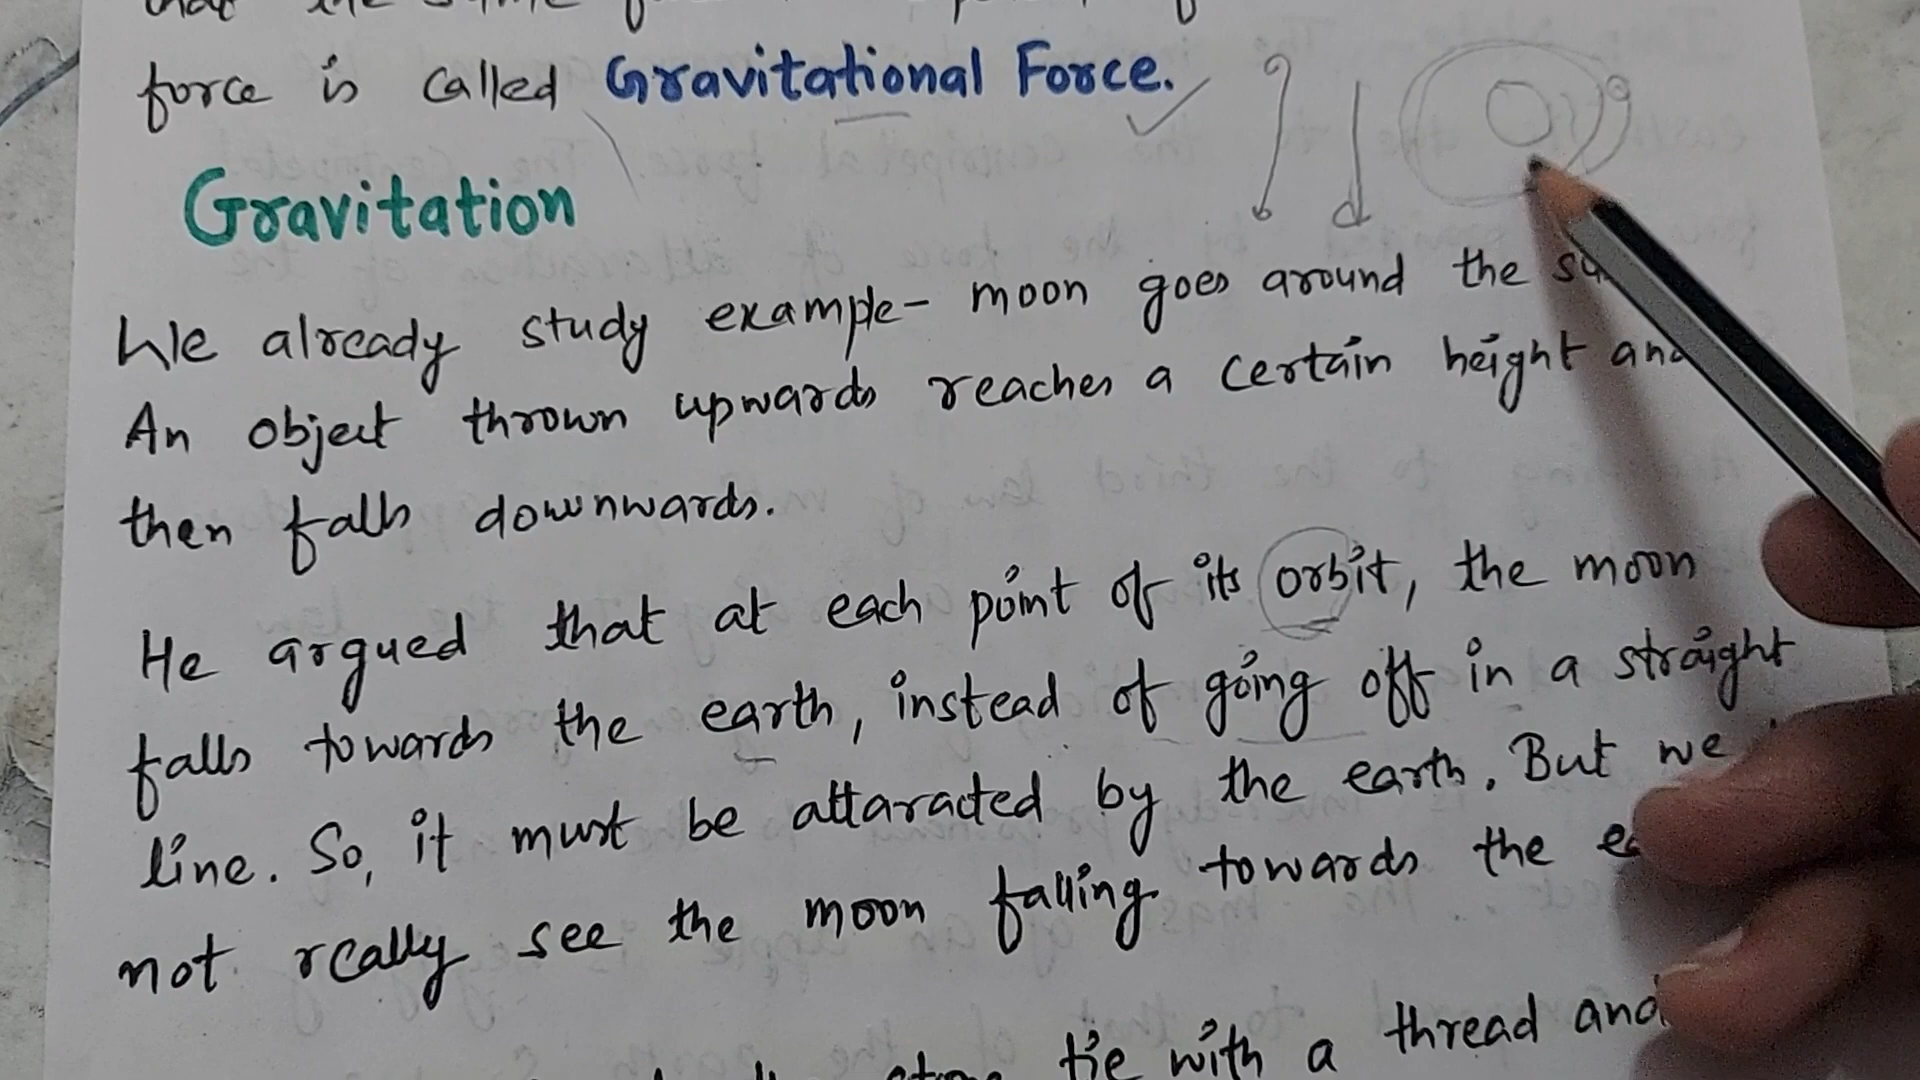 that the same
force is called Gravitational Force.
Gravitation
We already study example- moon goes around the
An object thrown upwards reaches a certain height and
then falls downwards.
He argued that at each point of its orbit, the moon
falls towards the earth, instead of going off in a straight
line. So, it must be attaracted by the earth. But we
not really see the moon falling towards the
tie with a thread and